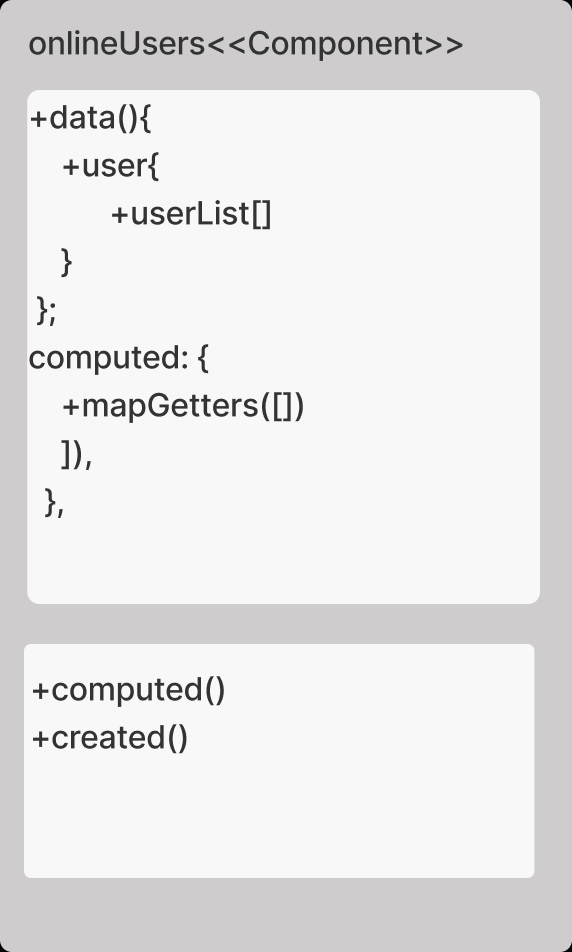 onlineUsers<<Component>>
+data(){
+user{
+userList[]
}
};
computed: {
+mapGetters([])
]),
},
+computed()
+created()